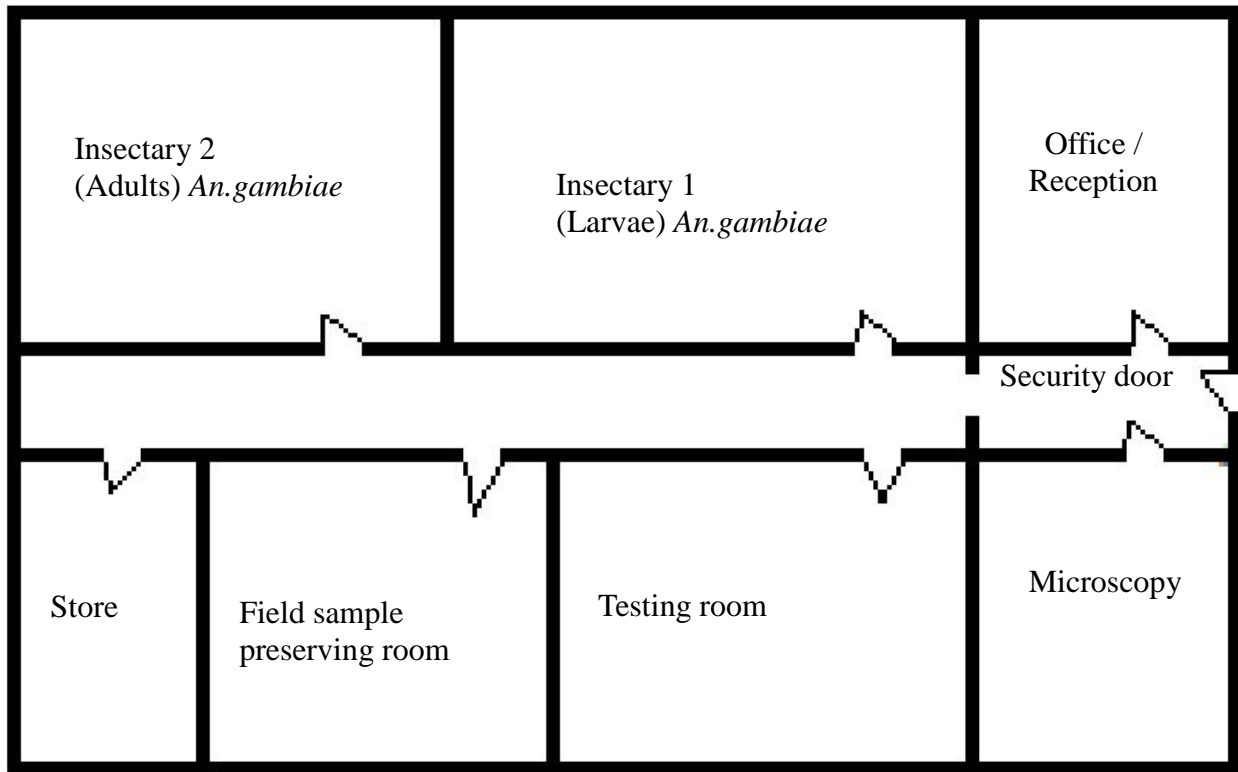 Insectary 2
(Adults) An.gambiae
Insectary 1
(Larvae) An.gambiae
Office /
Reception
Security door
Store
Field sample
preserving room
Testing room
Microscopy